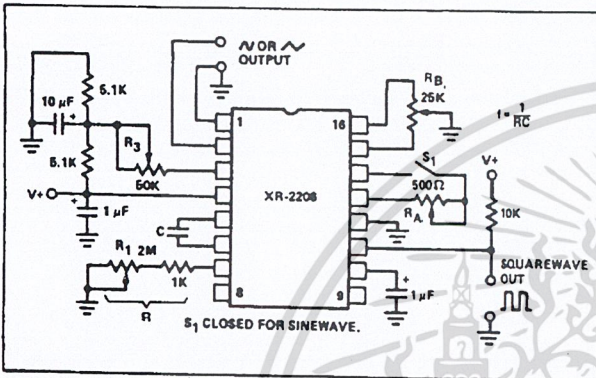 ∿ OR △ OUTPUT
5.1K
10 µF +
R3
50K
5.1K
V+
+
1 µF
C
R1 2M
1K
R
1
8
16
9
XR-2206
RB,
25K
f = 1/RC
S1
500Ω
RA
V+
10K
+
1 µF
SQUAREWAVE
OUT
S1 CLOSED FOR SINEWAVE.